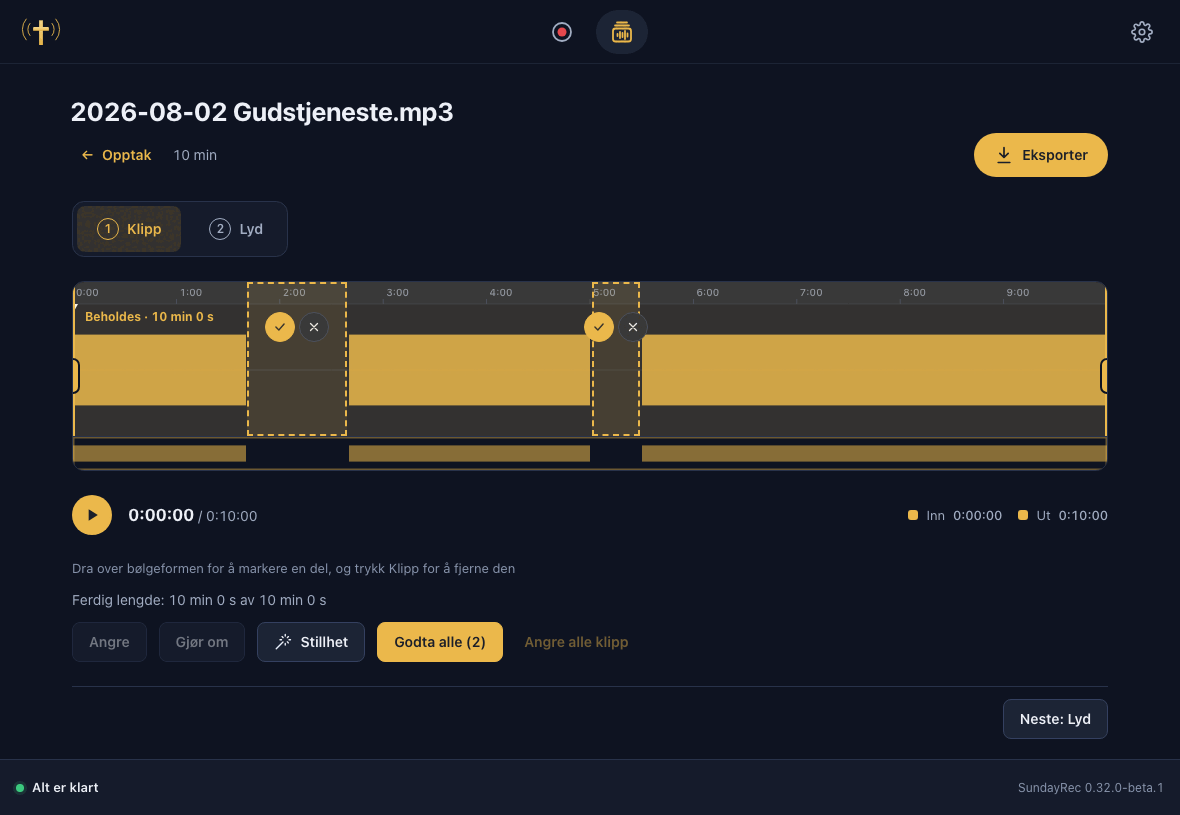 2026-08-02 Gudstjeneste.mp3
← Opptak 10 min
Eksporter
1 Klipp 2 Lyd
0:00 1:00 2:00 3:00 4:00 5:00 6:00 7:00 8:00 9:00
Beholdes · 10 min 0 s
0:00:00 / 0:10:00 Inn 0:00:00 Ut 0:10:00
Dra over bølgeformen for å markere en del, og trykk Klipp for å fjerne den
Ferdig lengde: 10 min 0 s av 10 min 0 s
Angre Gjør om Stillhet Godta alle (2) Angre alle klipp
Neste: Lyd
Alt er klart SundayRec 0.32.0-beta.1